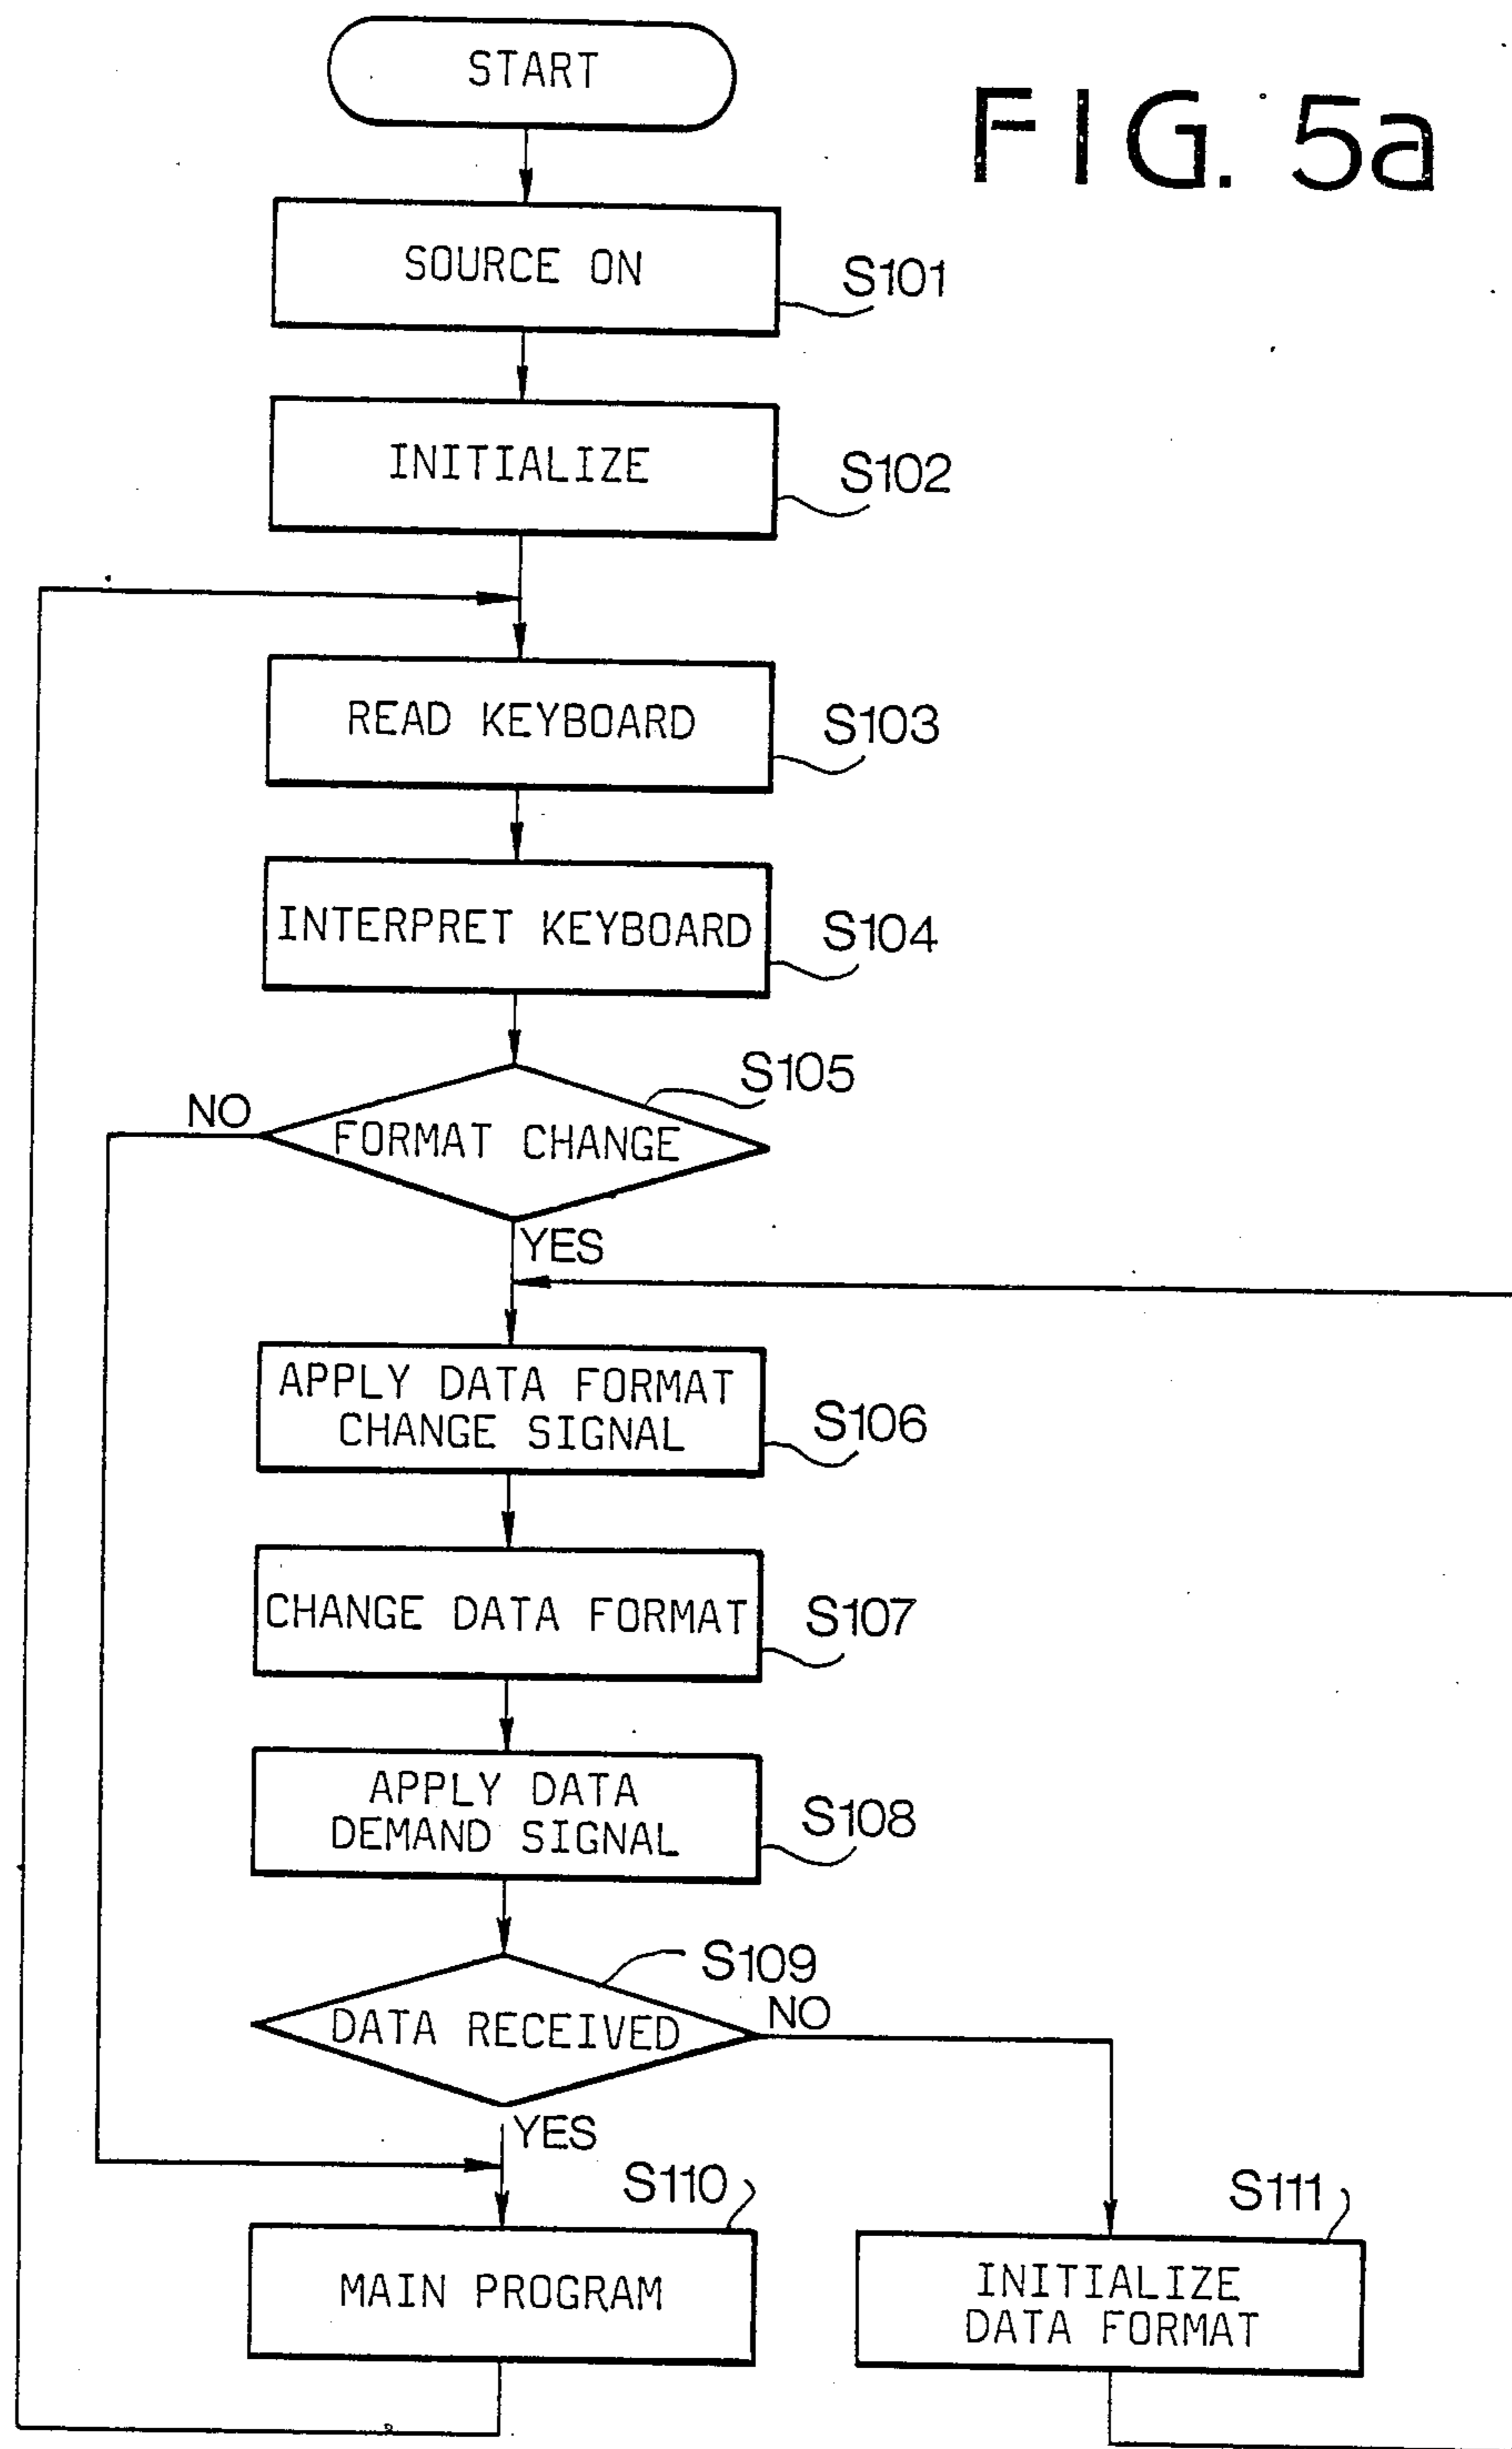 START
FIG. 5a
SOURCE ON
S101
INITIALIZE
S102
READ KEYBOARD
S103
INTERPRET KEYBOARD
S104
S105
NO
FORMAT CHANGE
YES
APPLY DATA FORMAT
CHANGE SIGNAL
S106
CHANGE DATA FORMAT
S107
APPLY DATA
DEMAND SIGNAL
S108
S109
NO
DATA RECEIVED
YES
S110
S111
MAIN PROGRAM
INITIALIZE
DATA FORMAT